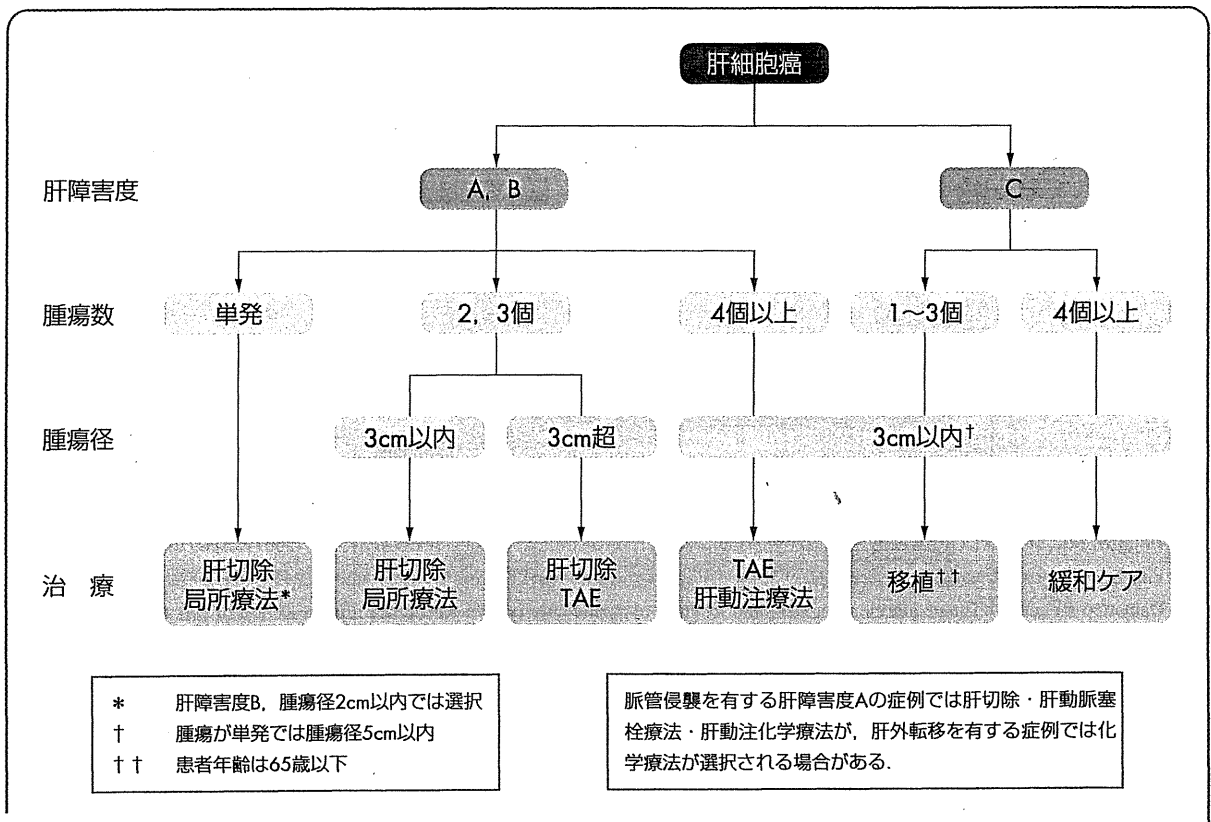 肝細胞癌
肝障害度
A, B
C
腫瘍数
単発
2, 3個
4個以上
1〜3個
4個以上
腫瘍径
3cm以内
3cm超
3cm以内†
治 療
肝切除
局所療法*
肝切除
局所療法
肝切除
TAE
TAE
肝動注療法
移植††
緩和ケア
* 肝障害度B, 腫瘍径2cm以内では選択
† 腫瘍が単発では腫瘍径5cm以内
†† 患者年齢は65歳以下
脈管侵襲を有する肝障害度Aの症例では肝切除・肝動脈塞
栓療法・肝動注化学療法が, 肝外転移を有する症例では化
学療法が選択される場合がある.